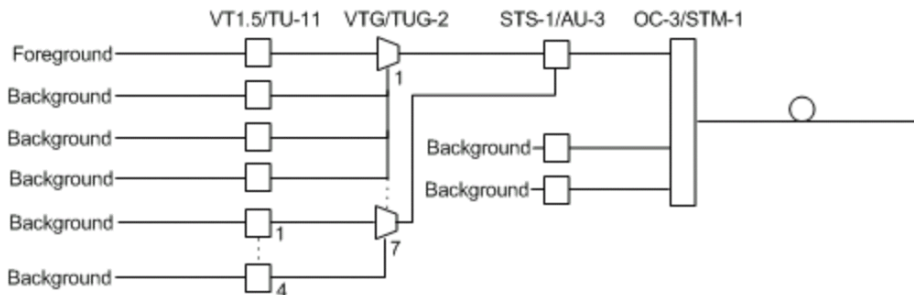 VT1.5/TU-11 VTG/TUG-2 STS-1/AU-3 OC-3/STM-1
Foreground
1
Background
Background
Background
Background
Background
Background
1
7
Background
4